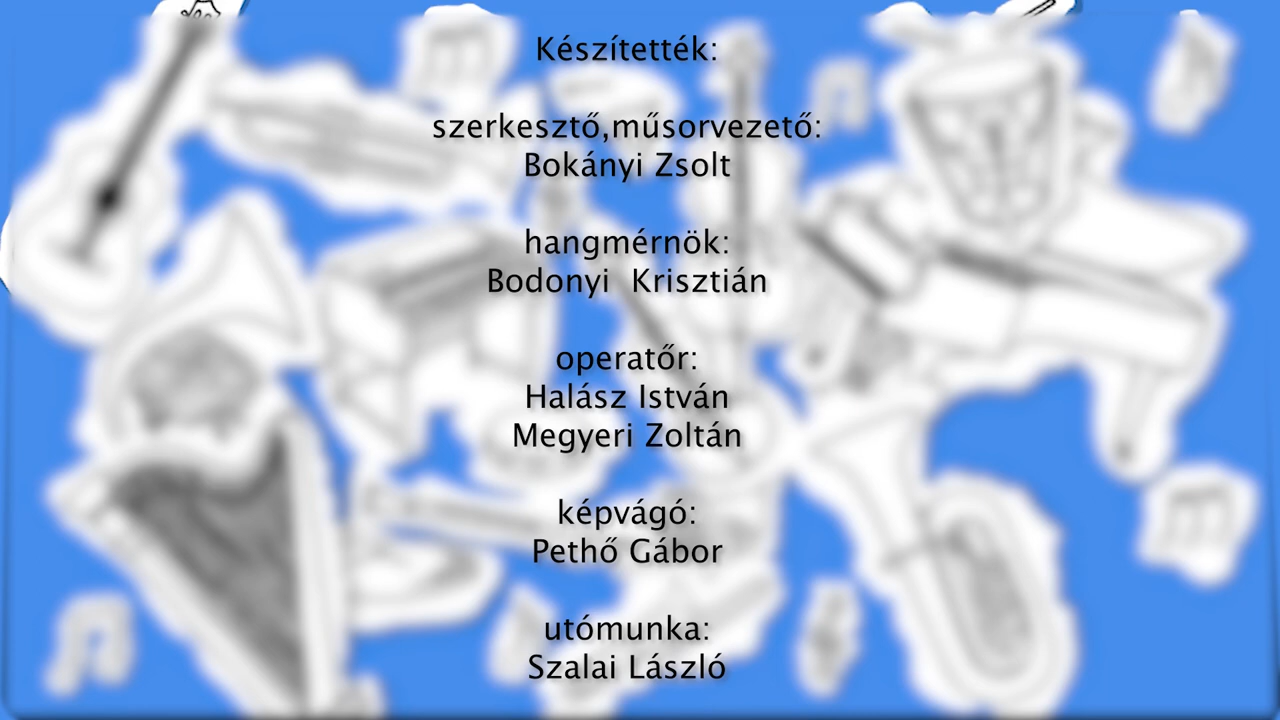 Készítették:
szerkesztő,műsorvezető:
Bokányi Zsolt
hangmérnök:
Bodonyi  Krisztián
operatőr:
Halász István
Megyeri Zoltán
képvágó:
Pethő Gábor
utómunka:
Szalai László